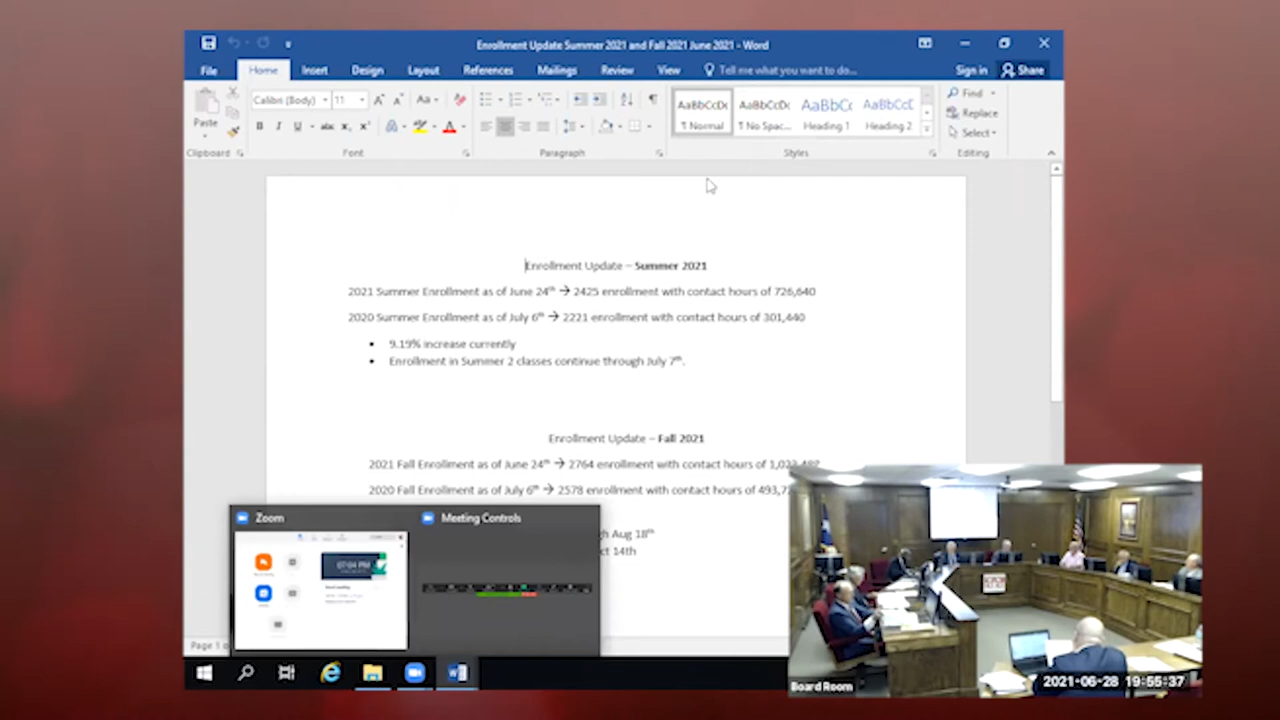 Enrollment Update Summer 2021 and Fall 2021 June 2021 - Word
File Home Insert Design Layout References Mailings Review View Tell me what you want to do... Sign in Share
Calibri (Body) 11 Aa AaBbCcDc AaBbCcDc AaBbCc AaBbCcD Find
Paste B I U abc x₂ x² A ¶ Normal ¶ No Spac... Heading 1 Heading 2 Replace
Select
Clipboard Font Paragraph Styles Editing
Enrollment Update – Summer 2021
2021 Summer Enrollment as of June 24th → 2425 enrollment with contact hours of 726,640
2020 Summer Enrollment as of July 6th → 2221 enrollment with contact hours of 301,440
• 9.19% increase currently
• Enrollment in Summer 2 classes continue through July 7th.
Enrollment Update – Fall 2021
2021 Fall Enrollment as of June 24th → 2764 enrollment with contact hours of
2020 Fall Enrollment as of July 6th → 2578 enrollment with contact hours of
Aug 18th
14th
Zoom Meeting Controls
07:04 PM
Page 1
Board Room
2021-06-28 19:55:37